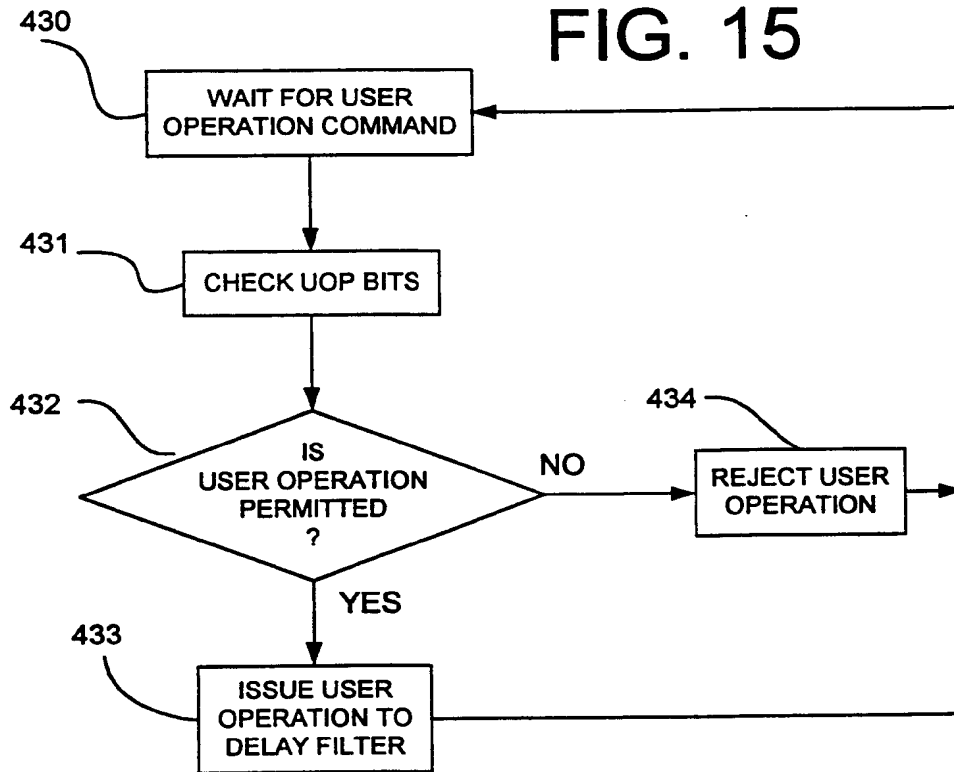 FIG. 15
430
WAIT FOR USER
OPERATION COMMAND
431
CHECK UOP BITS
432
IS
USER OPERATION
PERMITTED
?
NO
434
REJECT USER
OPERATION
YES
433
ISSUE USER
OPERATION TO
DELAY FILTER